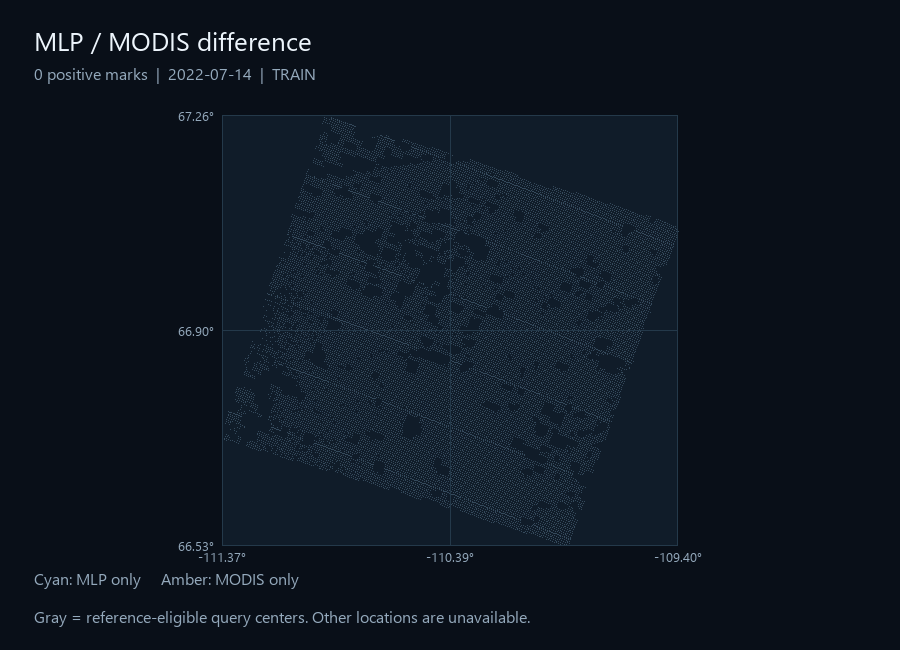 MLP / MODIS difference
0 positive marks | 2022-07-14 | TRAIN
67.26°
66.90°
66.53°
-111.37° -110.39° -109.40°
Cyan: MLP only Amber: MODIS only
Gray = reference-eligible query centers. Other locations are unavailable.